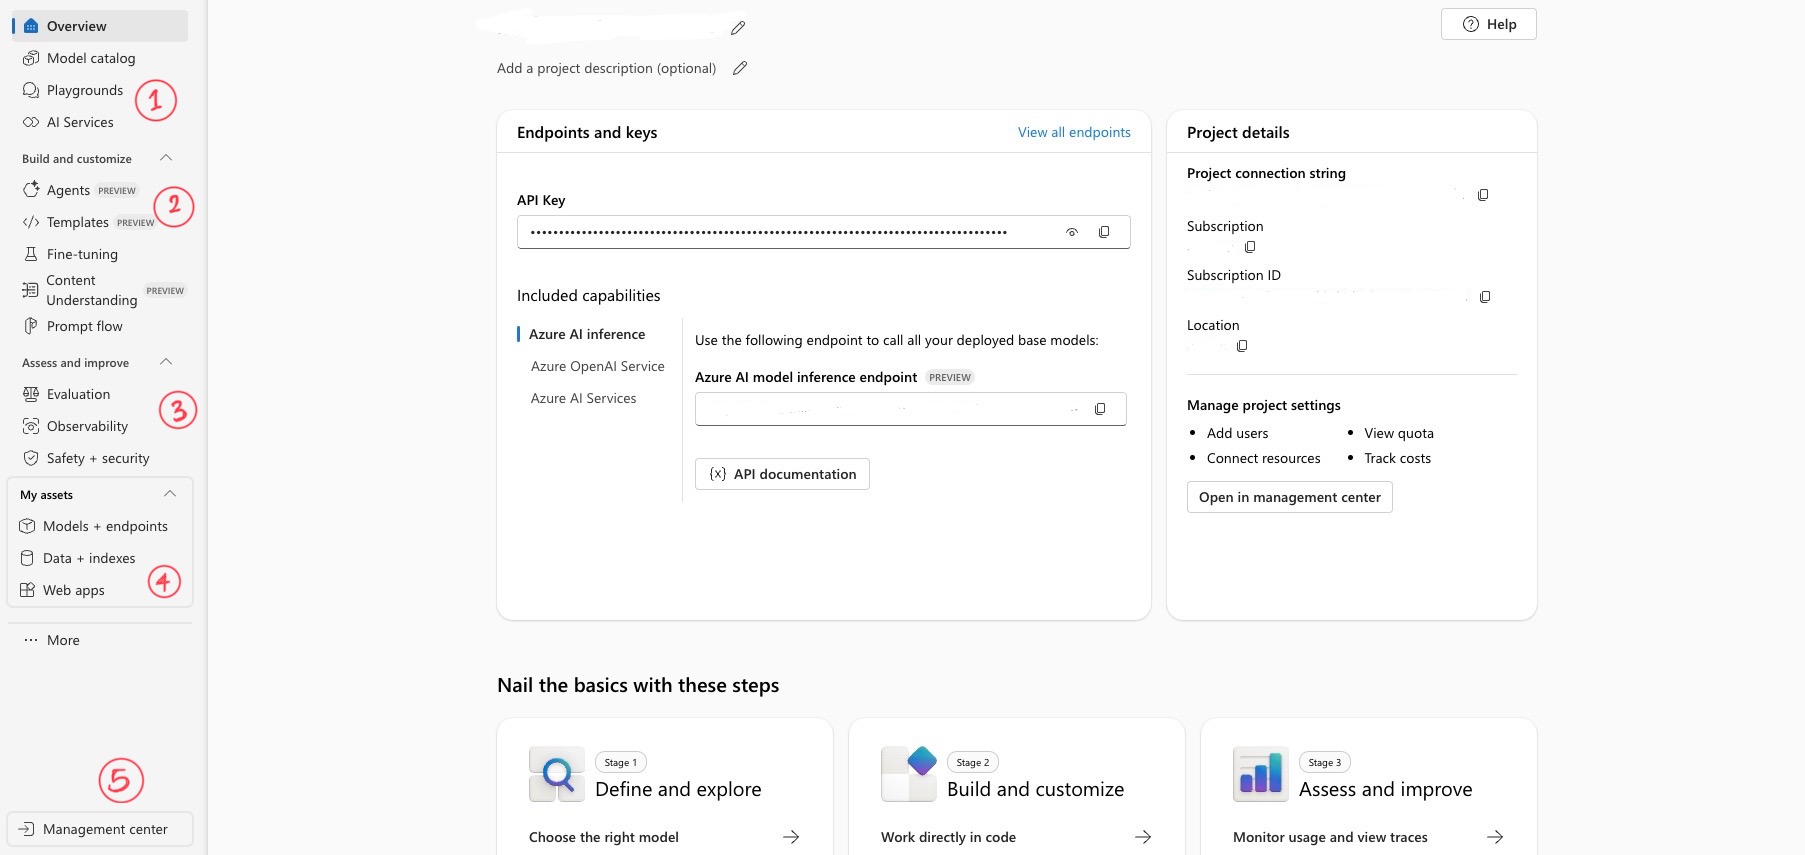 Overview
Model catalog
Playgrounds
1
AI Services
Build and customize
Agents PREVIEW
2
Templates PREVIEW
Fine-tuning
Content
Understanding PREVIEW
Prompt flow
Assess and improve
Evaluation
3
Observability
Safety + security
My assets
Models + endpoints
Data + indexes
Web apps
4
... More
5
Management center
Help
Add a project description (optional)
Endpoints and keys
View all endpoints
API Key
Included capabilities
Azure AI inference
Azure OpenAI Service
Azure AI Services
Use the following endpoint to call all your deployed base models:
Azure AI model inference endpoint PREVIEW
{x} API documentation
Project details
Project connection string
Subscription
Subscription ID
Location
Manage project settings
• Add users
• View quota
• Connect resources
• Track costs
Open in management center
Nail the basics with these steps
Stage 1
Define and explore
Choose the right model
Stage 2
Build and customize
Work directly in code
Stage 3
Assess and improve
Monitor usage and view traces